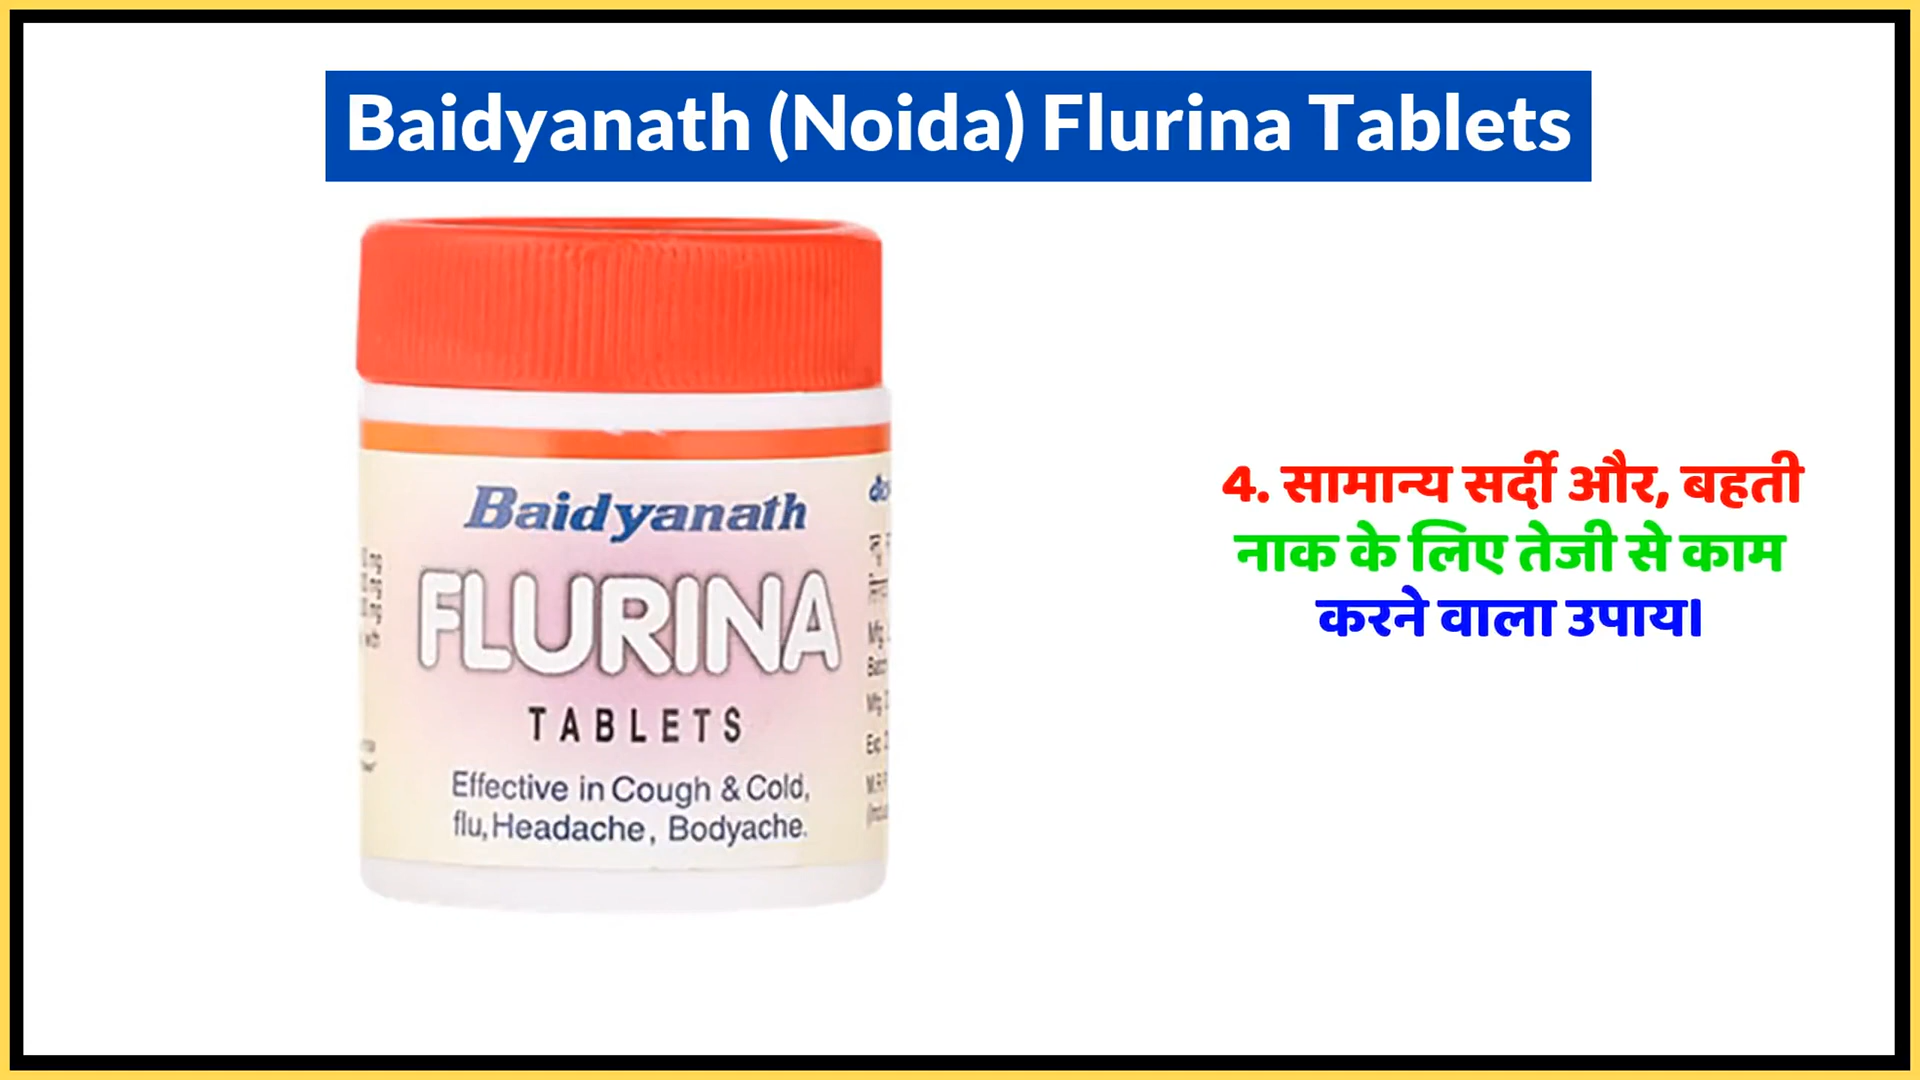 Baidyanath (Noida) Flurina Tablets
Baidyanath
FLURINA
TABLETS
Effective in Cough & Cold,
flu, Headache, Bodyache.
4. सामान्य सर्दी और, बहती
नाक के लिए तेजी से काम
करने वाला उपाय।